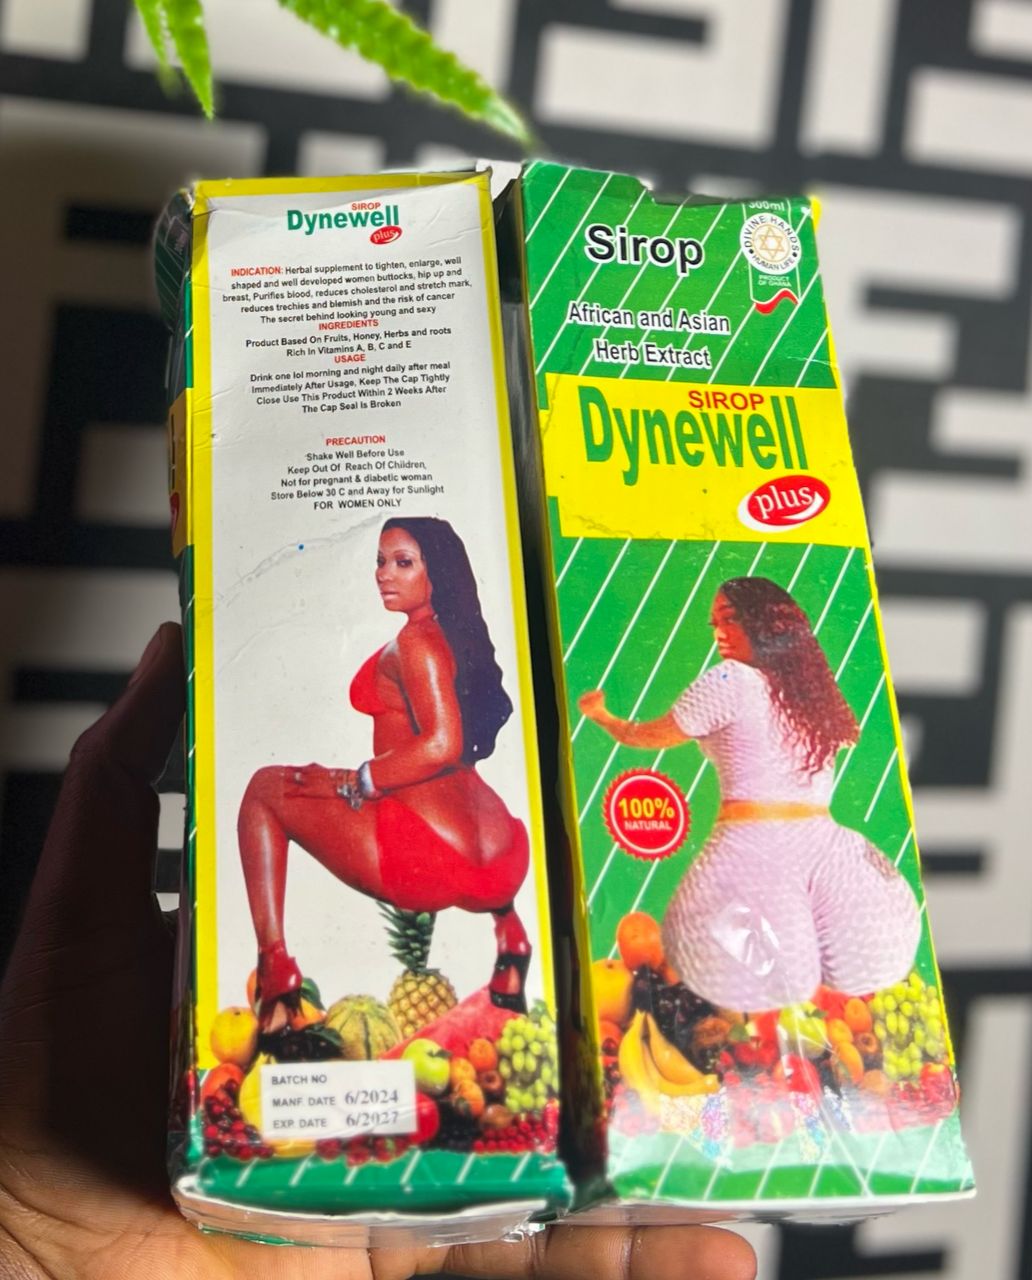 SIROP
Dynewell
plus
INDICATION: Herbal supplement to tighten, enlarge, well
shaped and well developed women buttocks, hip up and
breast, Purifies blood, reduces cholesterol and stretch mark,
reduces trechies and blemish and the risk of cancer
The secret behind looking young and sexy
INGREDIENTS
Product Based On Fruits, Honey, Herbs and roots
Rich In Vitamins A, B, C and E
USAGE
Drink one lol morning and night daily after meal
Immediately After Usage, Keep The Cap Tightly
Close Use This Product Within 2 Weeks After
The Cap Seal Is Broken
PRECAUTION
Shake Well Before Use
Keep Out Of Reach Of Children,
Not for pregnant & diabetic woman
Store Below 30 C and Away for Sunlight
FOR WOMEN ONLY
BATCH NO
MANF. DATE 6/2024
EXP. DATE 6/2027
300ml
DIVINE HANDS
HUMAN LIFE
PRODUCT
OF GHANA
Sirop
African and Asian
Herb Extract
SIROP
Dynewell
plus
100%
NATURAL